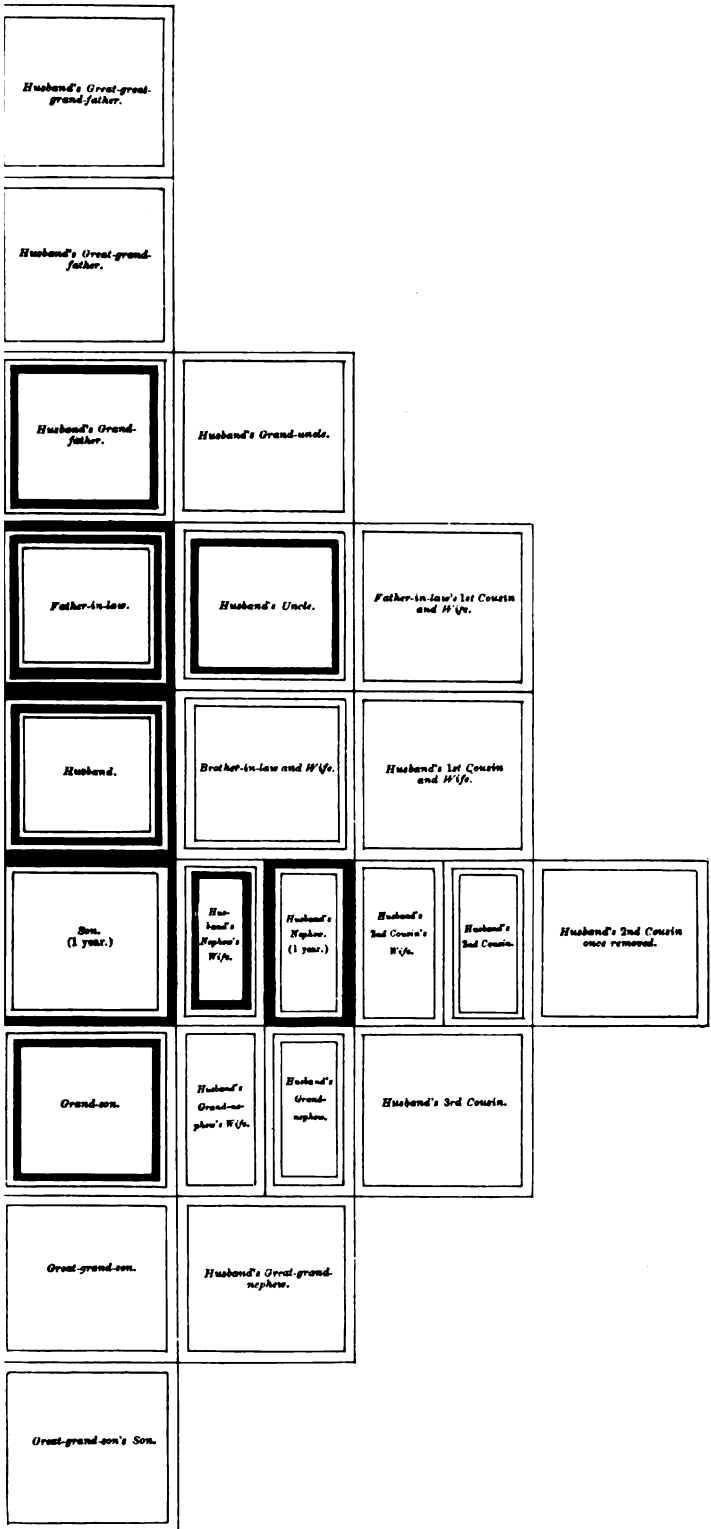 Husband's Great-great-
grand-father.
Husband's Great-grand-
father.
Husband's Grand-
father.
Husband's Grand-uncle.
Father-in-law.
Husband's Uncle.
Father-in-law's 1st Cousin
and Wife.
Husband.
Brother-in-law and Wife.
Husband's 1st Cousin
and Wife.
Son.
(1 year.)
Hus-
band's
Nephew's
Wife.
Husband's
Nephew.
(1 year.)
Husband's
2nd Cousin's
Wife.
Husband's
2nd Cousin.
Husband's 2nd Cousin
once removed.
Grand-son.
Husband's
Grand-ne-
phew's Wife.
Husband's
Grand-
nephew.
Husband's 3rd Cousin.
Great-grand-son.
Husband's Great-grand-
nephew.
Great-grand-son's Son.